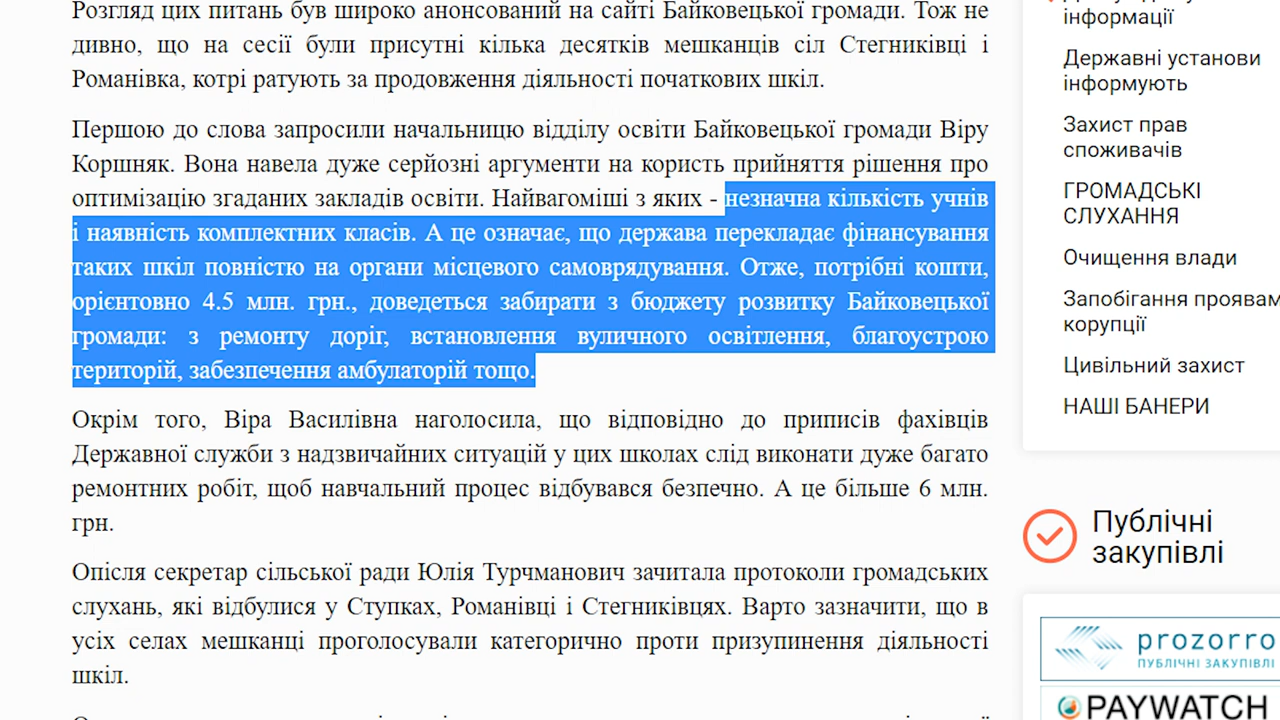 Розгляд цих питань був широко анонсований на сайті Байковецької громади. Тож не
дивно, що на сесії були присутні кілька десятків мешканців сіл Стегниківці і
Романівка, котрі ратують за продовження діяльності початкових шкіл.
Першою до слова запросили начальницю відділу освіти Байковецької громади Віру
Коршняк. Вона навела дуже серйозні аргументи на користь прийняття рішення про
оптимізацію згаданих закладів освіти. Найвагоміші з яких - незначна кількість учнів
і наявність комплектних класів. А це означає, що держава перекладає фінансування
таких шкіл повністю на органи місцевого самоврядування. Отже, потрібні кошти,
орієнтовно 4.5 млн. грн., доведеться забирати з бюджету розвитку Байковецької
громади: з ремонту доріг, встановлення вуличного освітлення, благоустрою
територій, забезпечення амбулаторій тощо.
Окрім того, Віра Василівна наголосила, що відповідно до приписів фахівців
Державної служби з надзвичайних ситуацій у цих школах слід виконати дуже багато
ремонтних робіт, щоб навчальний процес відбувався безпечно. А це більше 6 млн.
грн.
Опісля секретар сільської ради Юлія Турчманович зачитала протоколи громадських
слухань, які відбулися у Ступках, Романівці і Стегниківцях. Варто зазначити, що в
усіх селах мешканці проголосували категорично проти призупинення діяльності
шкіл.
інформації
Державні установи
інформують
Захист прав
споживачів
ГРОМАДСЬКІ
СЛУХАННЯ
Очищення влади
Запобігання проявам
корупції
Цивільний захист
НАШІ БАНЕРИ
Публічні
закупівлі
prozorro
ПУБЛІЧНІ ЗАКУПІВЛІ
PAYWATCH